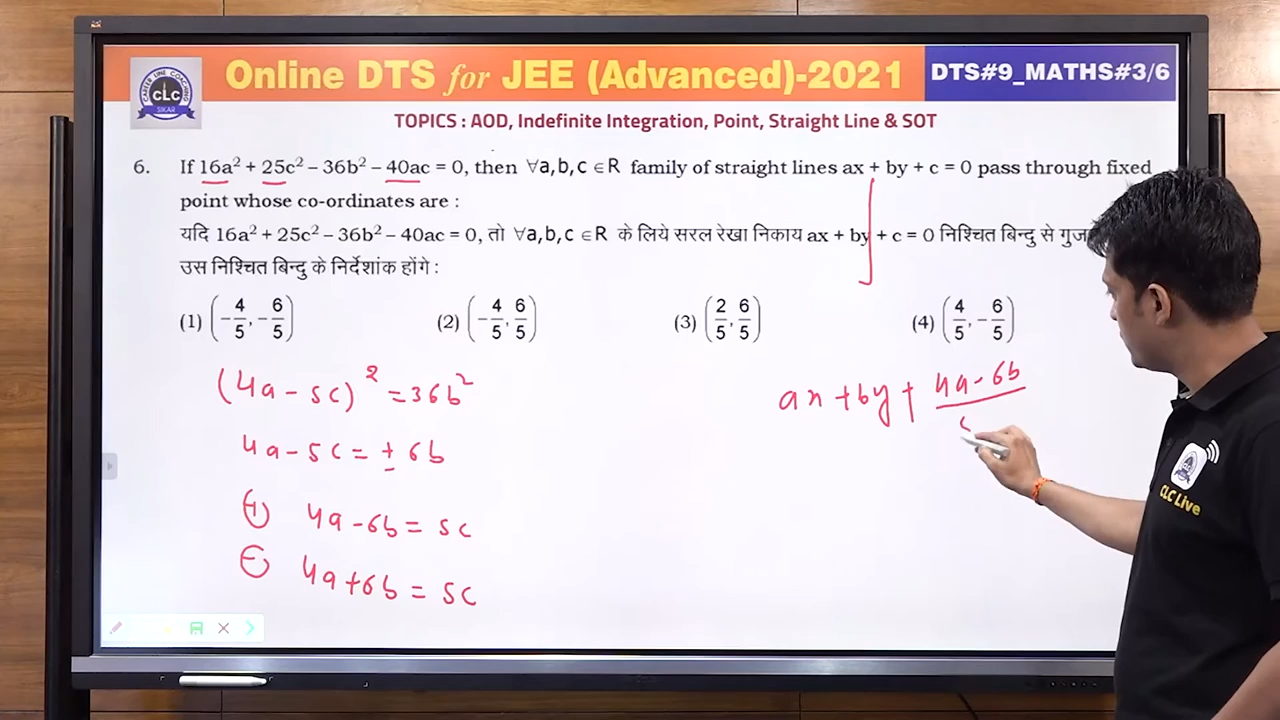 CAREER LINE COACHING
CLC
SIKAR
Online DTS for JEE (Advanced)-2021
DTS#9_MATHS#3/6
TOPICS : AOD, Indefinite Integration, Point, Straight Line & SOT
6. If 16a² + 25c² – 36b² – 40ac = 0, then ∀a,b,c ∈R family of straight lines ax + by + c = 0 pass through fixed
point whose co-ordinates are :
यदि 16a² + 25c² – 36b² – 40ac = 0, तो ∀a,b,c ∈R के लिये सरल रेखा निकाय ax + by + c = 0 निश्चित बिन्दु से
उस निश्चित बिन्दु के निर्देशांक होंगे :
(1) (-4/5, -6/5) (2) (-4/5, 6/5) (3) (2/5, 6/5) (4) (4/5, -6/5)
(4a - 5c)² = 36b²
4a - 5c = ± 6b
(+) 4a - 6b = 5c
(-) 4a + 6b = 5c
ax + by + (4a - 6b)/
CLC Live